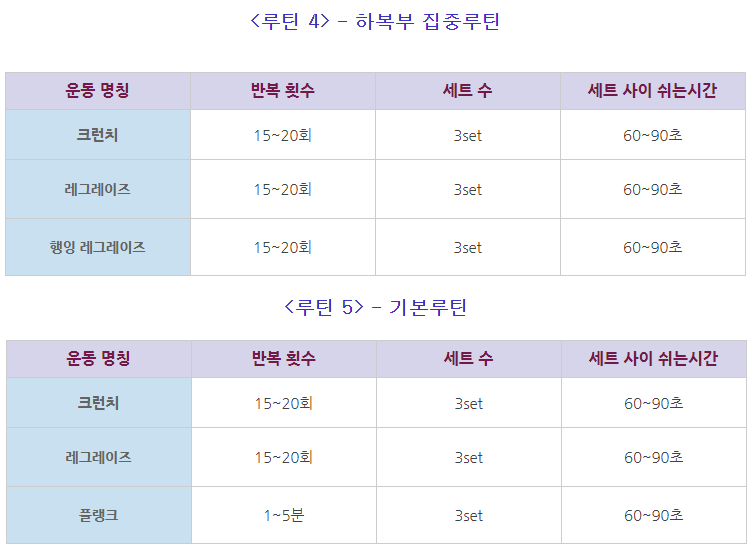 <루틴 4> - 하복부 집중루틴
운동 명칭 반복 횟수 세트 수 세트 사이 쉬는시간
크런치 15~20회 3set 60~90초
레그레이즈 15~20회 3set 60~90초
행잉 레그레이즈 15~20회 3set 60~90초
<루틴 5> - 기본루틴
운동 명칭 반복 횟수 세트 수 세트 사이 쉬는시간
크런치 15~20회 3set 60~90초
레그레이즈 15~20회 3set 60~90초
플랭크 1~5분 3set 60~90초